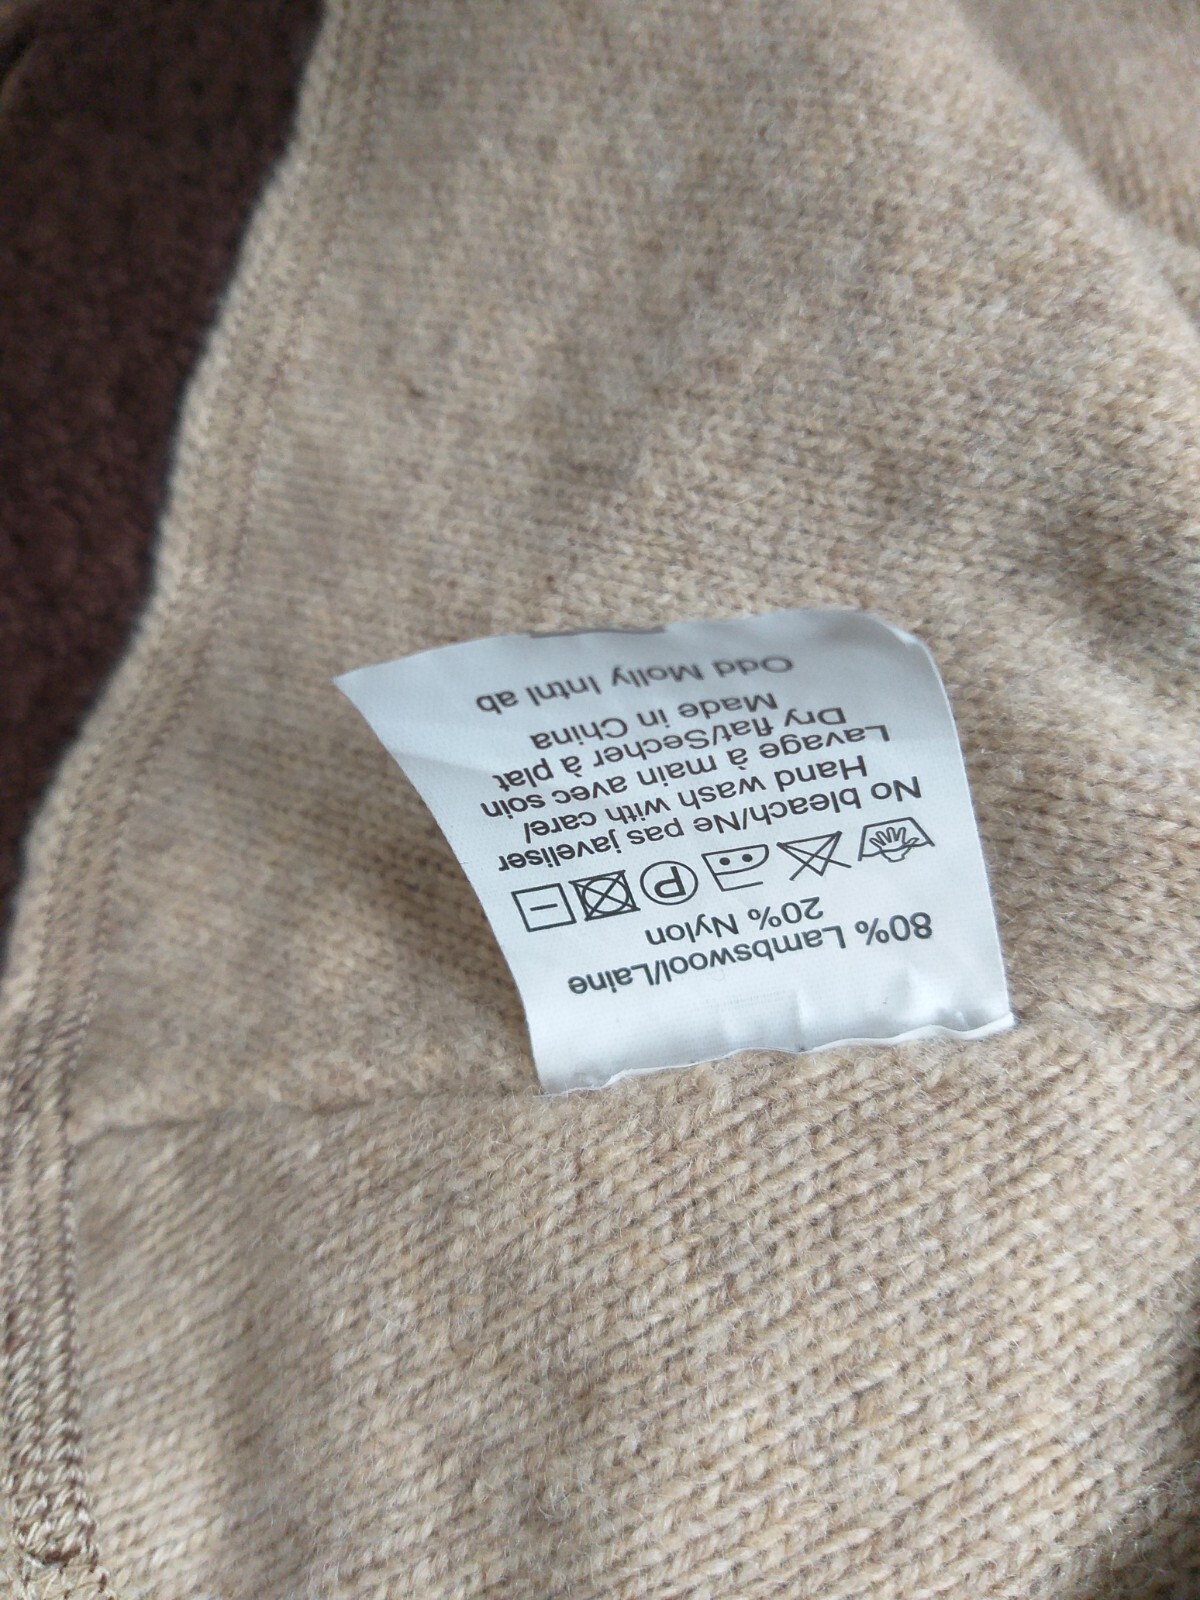 80% Lambswool/Laine
20% Nylon
P
No bleach/Ne pas javeliser
Hand wash with care/
Lavage à main avec soin
Dry flat/Secher à plat
Made in China
Odd Molly Intnl ab